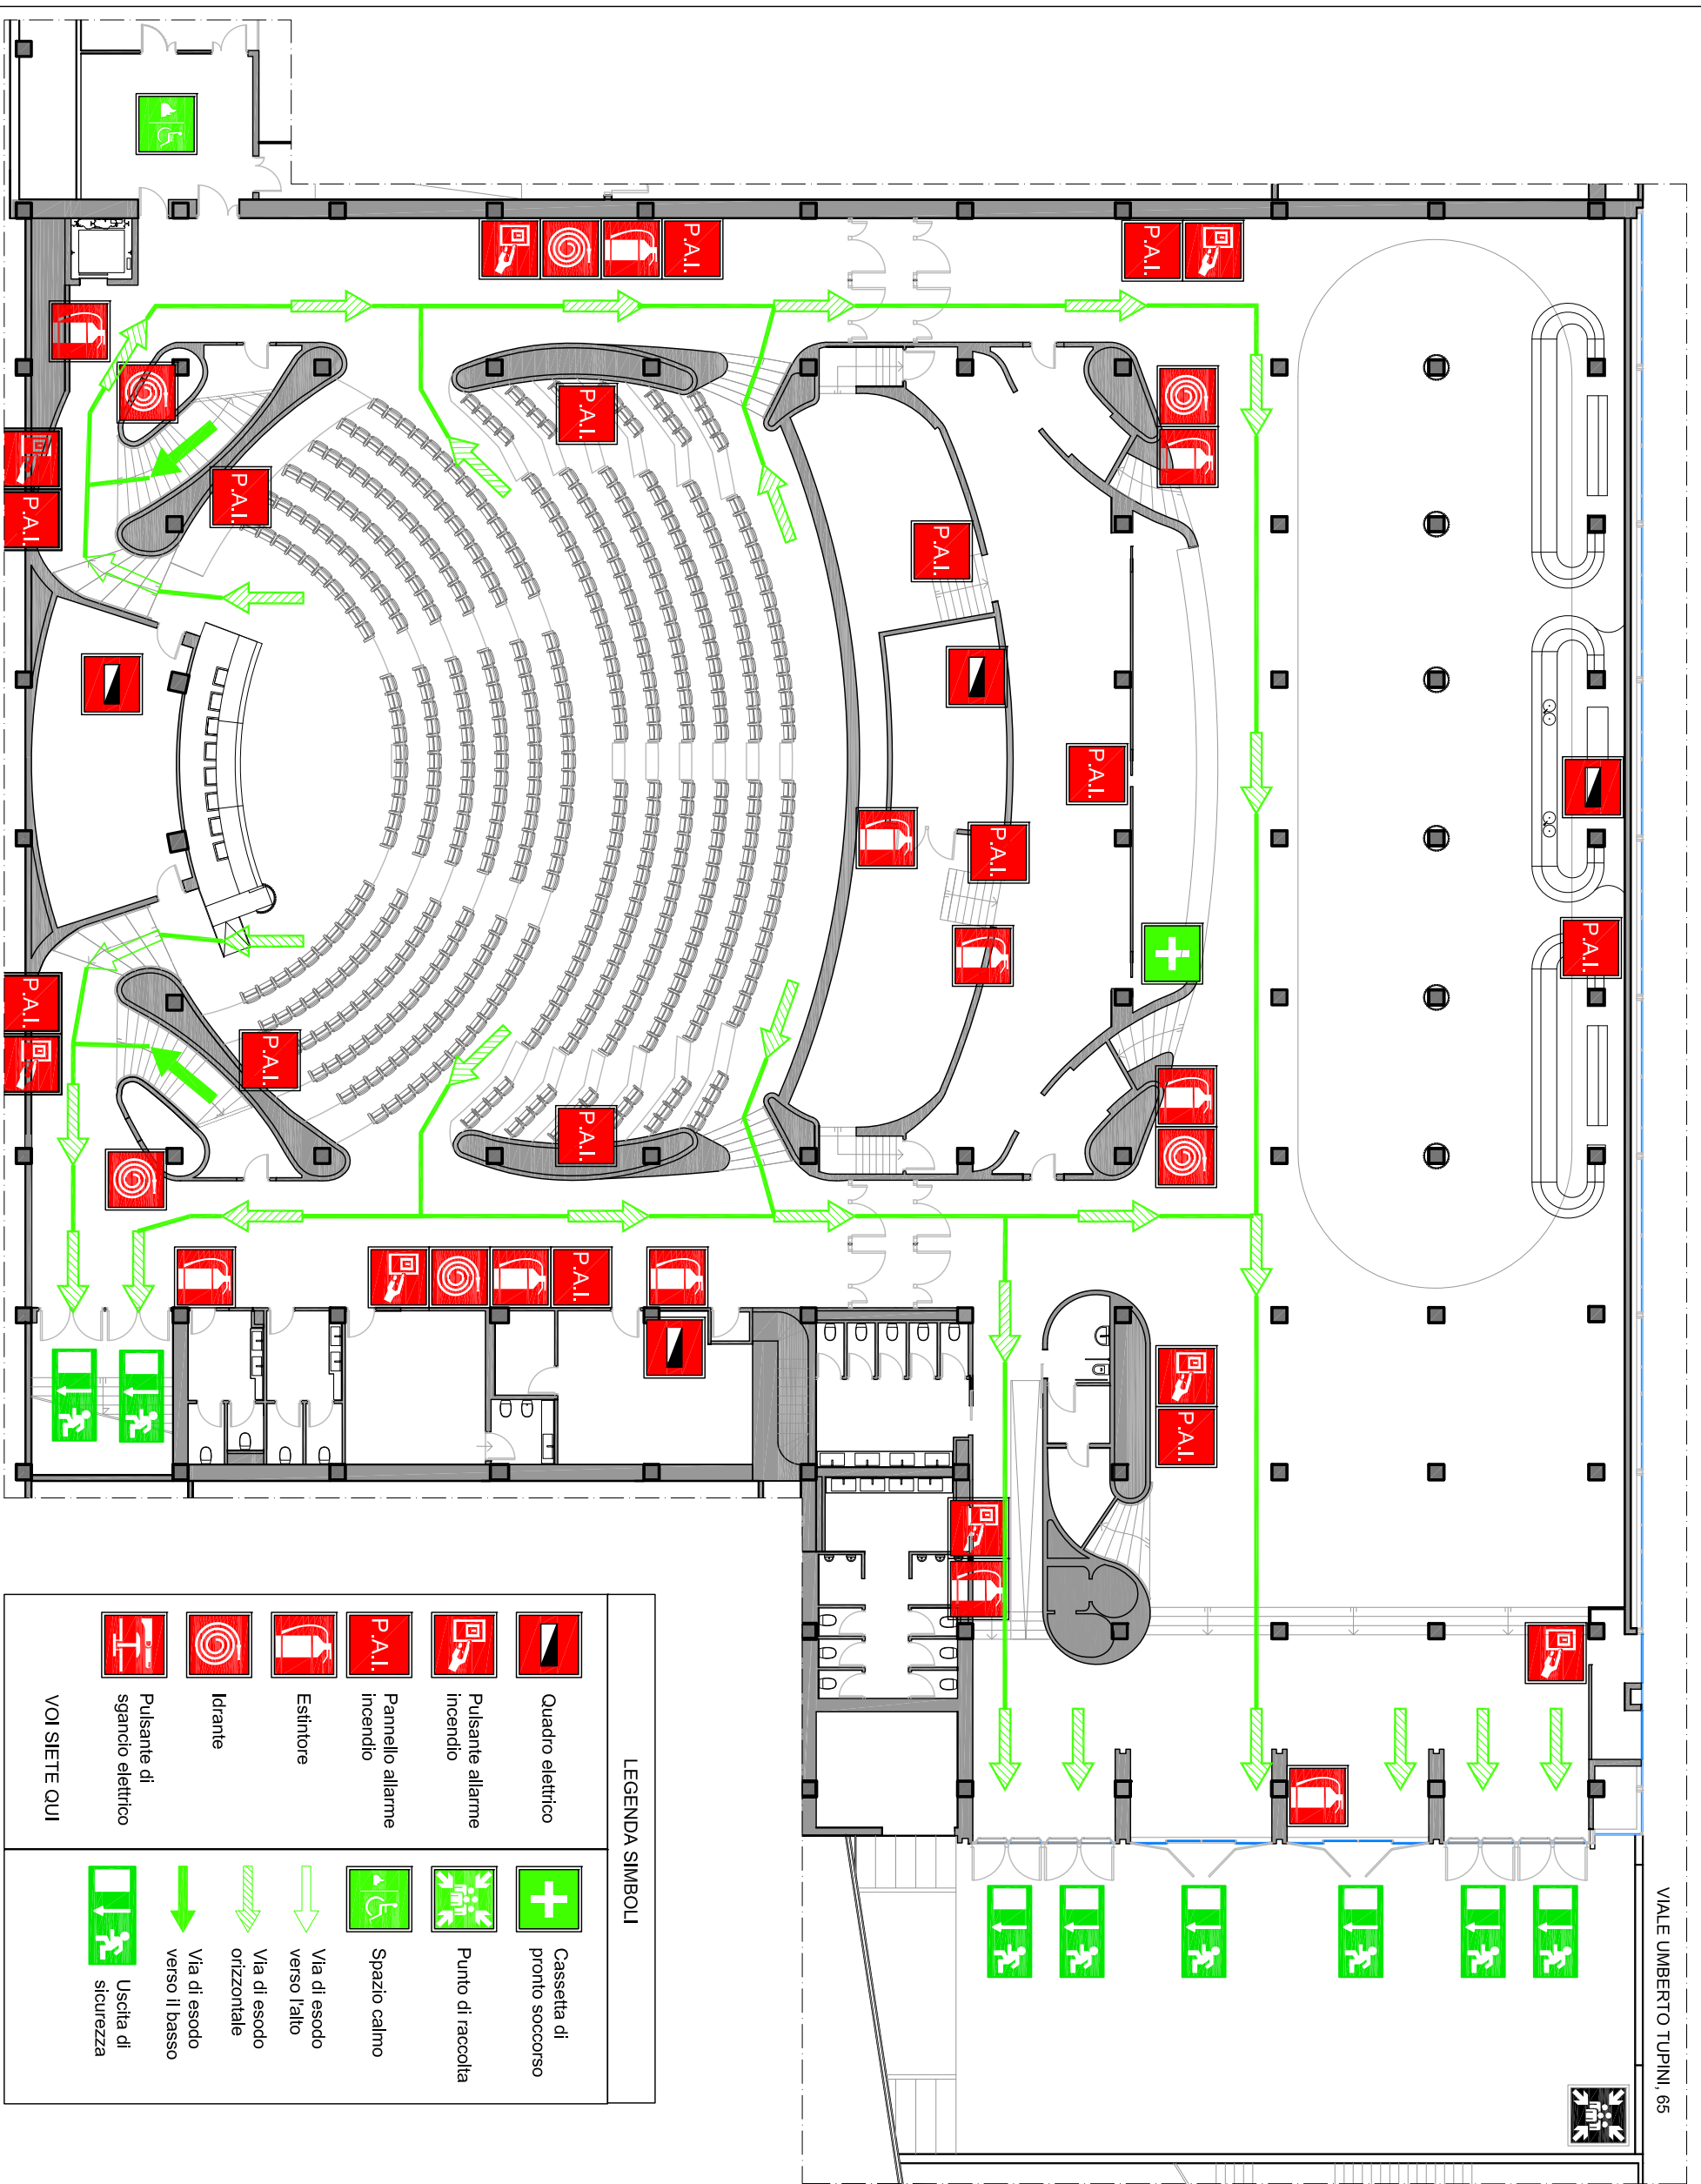 VIALE UMBERTO TUPINI, 65
P.A.I.
P.A.I.
P.A.I.
P.A.I.
P.A.I.
P.A.I.
P.A.I.
P.A.I.
P.A.I.
P.A.I.
P.A.I.
P.A.I.
P.A.I.
P.A.I.
LEGENDA SIMBOLI
Quadro elettrico
Pulsante allarme
incendio
P.A.I.
Pannello allarme
incendio
Estintore
Idrante
Pulsante di
sgancio elettrico
VOI SIETE QUI
Cassetta di
pronto soccorso
Punto di raccolta
Spazio calmo
Via di esodo
verso l'alto
Via di esodo
orizzontale
Via di esodo
verso il basso
Uscita di
sicurezza